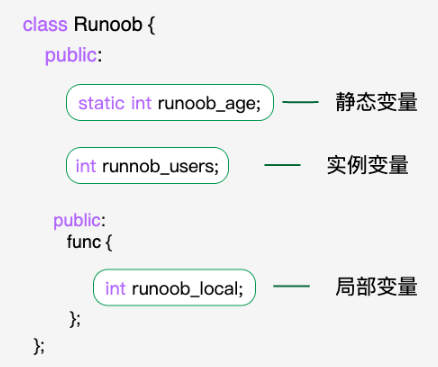 class Runoob {
public:
static int runoob_age; 静态变量
int runnob_users; 实例变量
public:
func {
int runoob_local; 局部变量
};
};